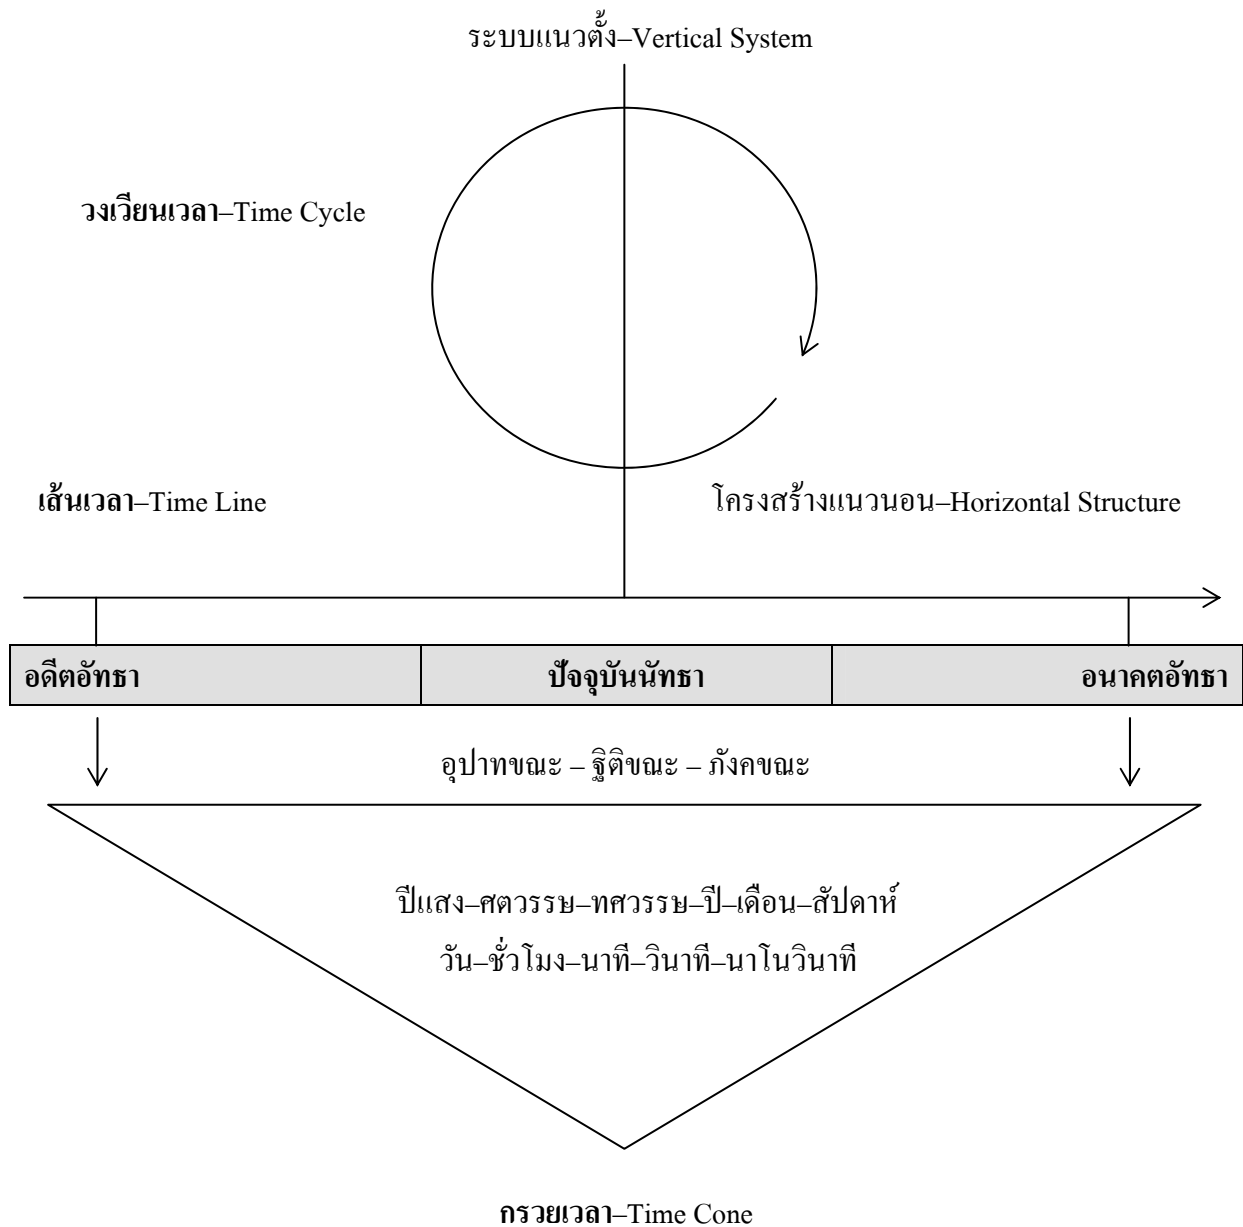 ระบบแนวตั้ง–Vertical System
วงเวียนเวลา–Time Cycle
เส้นเวลา–Time Line
โครงสร้างแนวนอน–Horizontal Structure
อดีตอัทธา
ปัจจุบันนัทธา
อนาคตอัทธา
อุปาทขณะ – ฐิติขณะ – ภังคขณะ
ปีแสง–ศตวรรษ–ทศวรรษ–ปี–เดือน–สัปดาห์
วัน–ชั่วโมง–นาที–วินาที–นาโนวินาที
กรวยเวลา–Time Cone